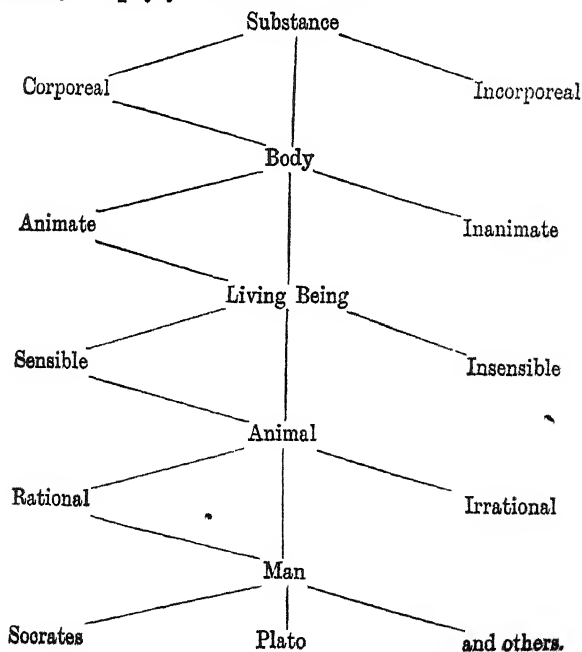 Substance
Corporeal Incorporeal
Body
Animate Inanimate
Living Being
Sensible Insensible
Animal
Rational Irrational
Man
Socrates Plato and others.